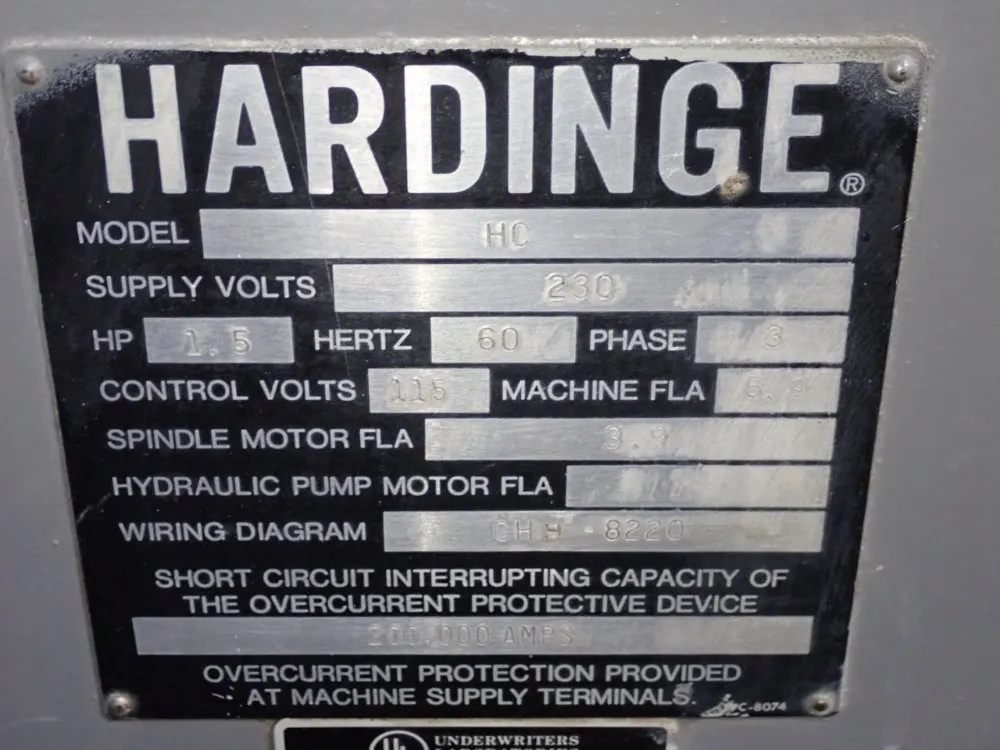 HARDINGE®
MODEL HC
SUPPLY VOLTS 230
HP 1.5 HERTZ 60 PHASE 3
CONTROL VOLTS 115 MACHINE FLA
SPINDLE MOTOR FLA 3.9
HYDRAULIC PUMP MOTOR FLA
WIRING DIAGRAM -8220
SHORT CIRCUIT INTERRUPTING CAPACITY OF
THE OVERCURRENT PROTECTIVE DEVICE
200,000 AMPS
OVERCURRENT PROTECTION PROVIDED
AT MACHINE SUPPLY TERMINALS.
UL UNDERWRITERS
LABORATORIES